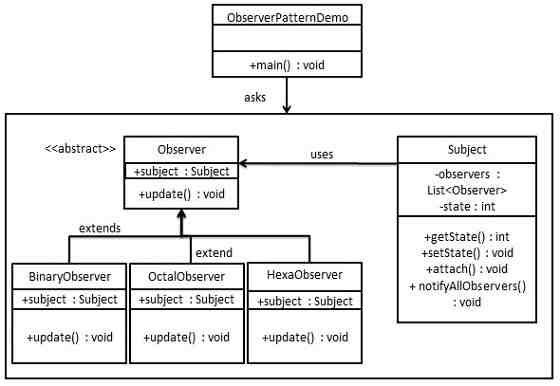 ObserverPatternDemo
+main() : void
asks
<<abstract>>
Observer
+subject : Subject
+update() : void
uses
Subject
-observers :
List<Observer>
-state : int
+getState() : int
+setState() : void
+attach() : void
+ notifyAllObservers()
: void
extends
extend
BinaryObserver
+subject : Subject
+update() : void
OctalObserver
+subject : Subject
+update() : void
HexaObserver
+subject : Subject
+update() : void